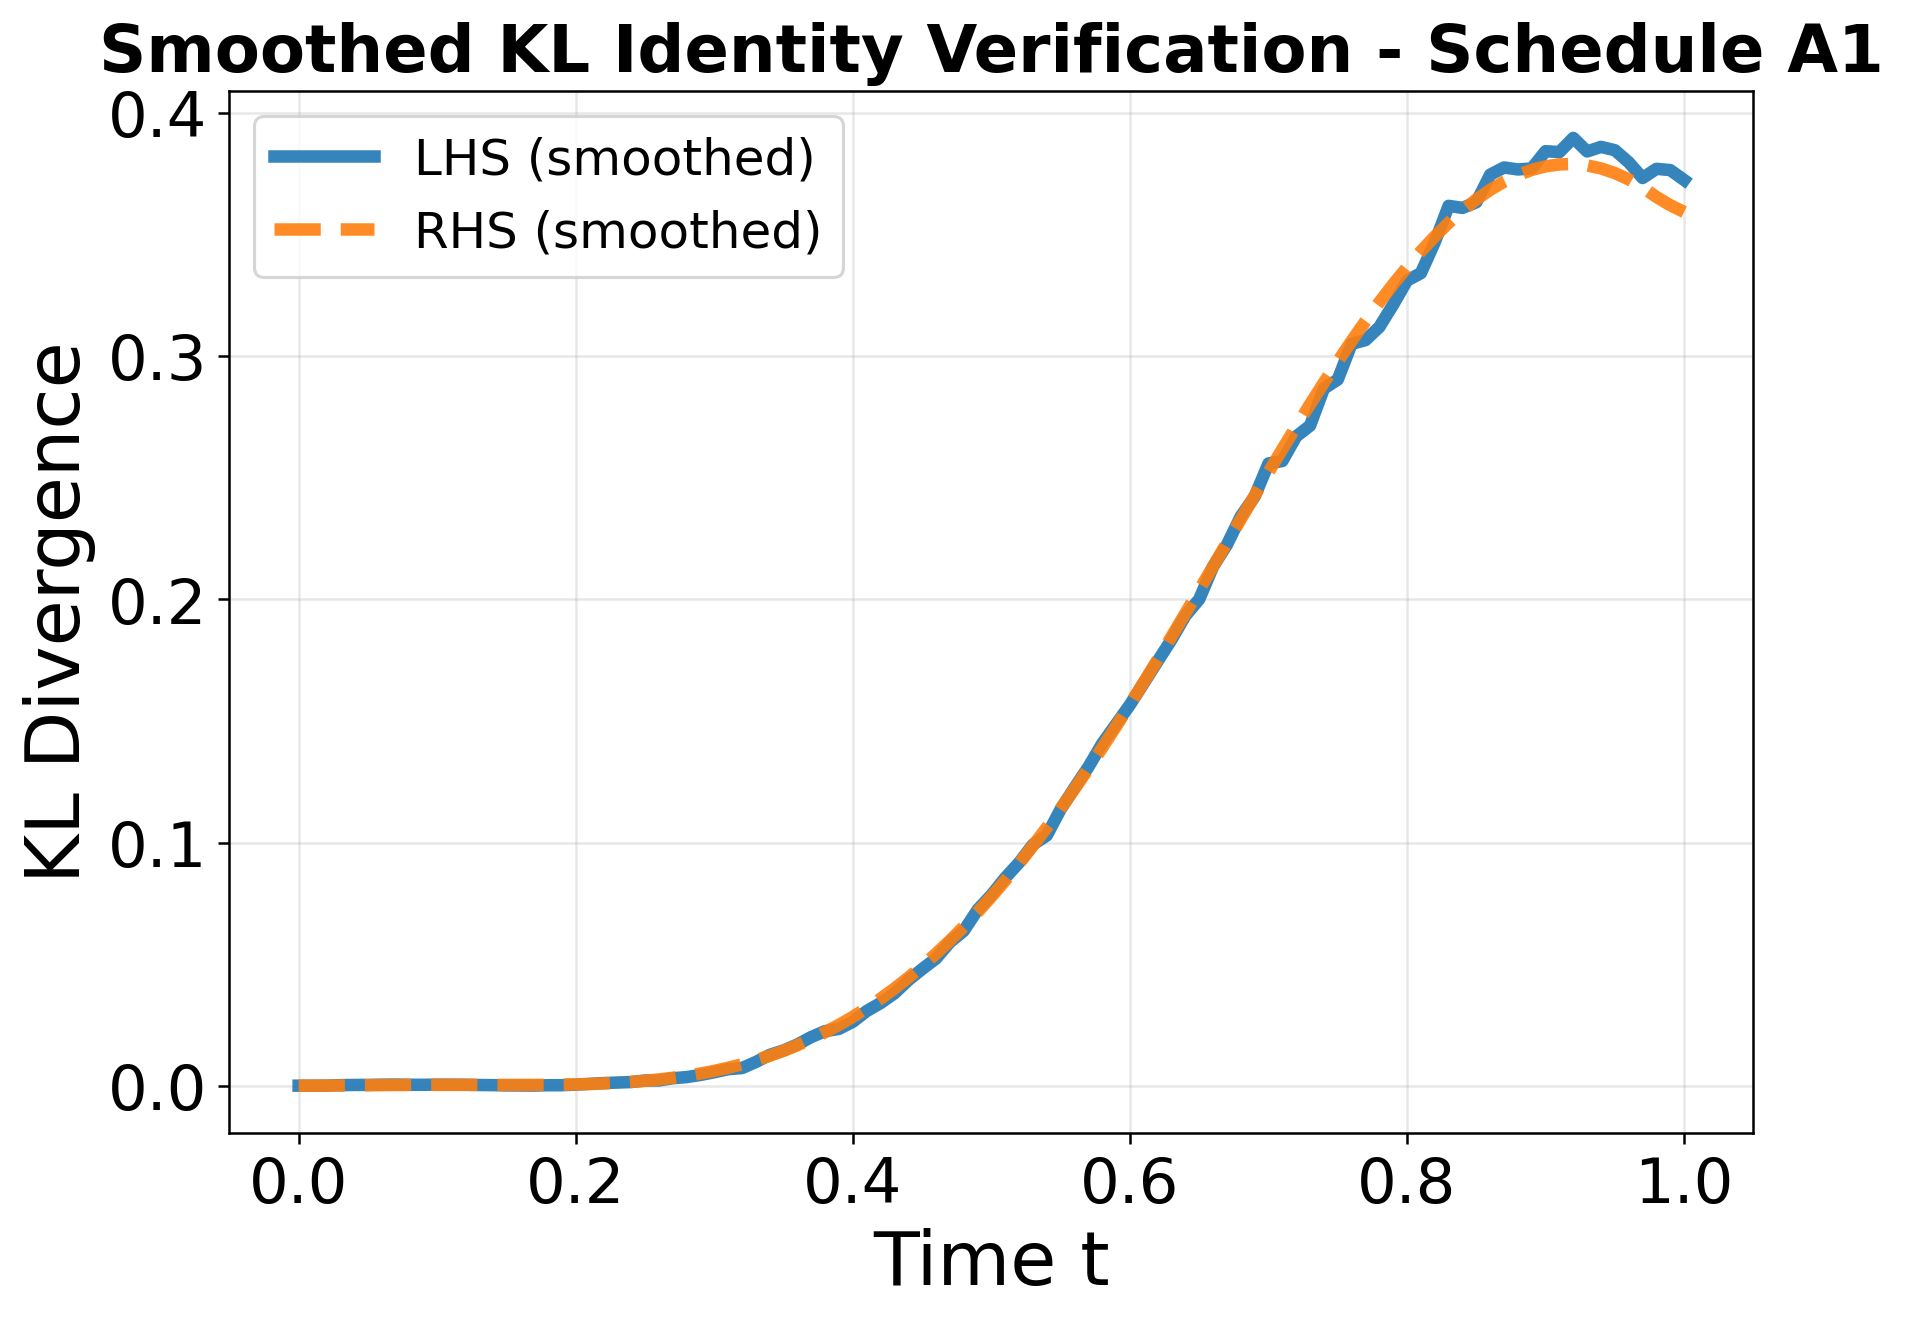 Smoothed KL Identity Verification - Schedule A1
0.4
LHS (smoothed)
RHS (smoothed)
0.3
0.2
0.1
0.0
KL Divergence
0.0 0.2 0.4 0.6 0.8 1.0
Time t